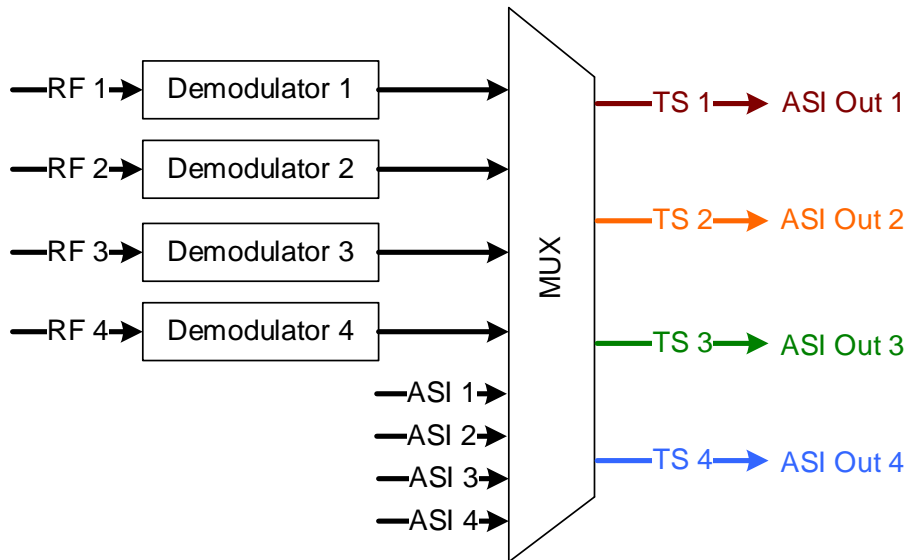 RF 1
Demodulator 1
RF 2
Demodulator 2
RF 3
Demodulator 3
RF 4
Demodulator 4
ASI 1
ASI 2
ASI 3
ASI 4
MUX
TS 1
ASI Out 1
TS 2
ASI Out 2
TS 3
ASI Out 3
TS 4
ASI Out 4